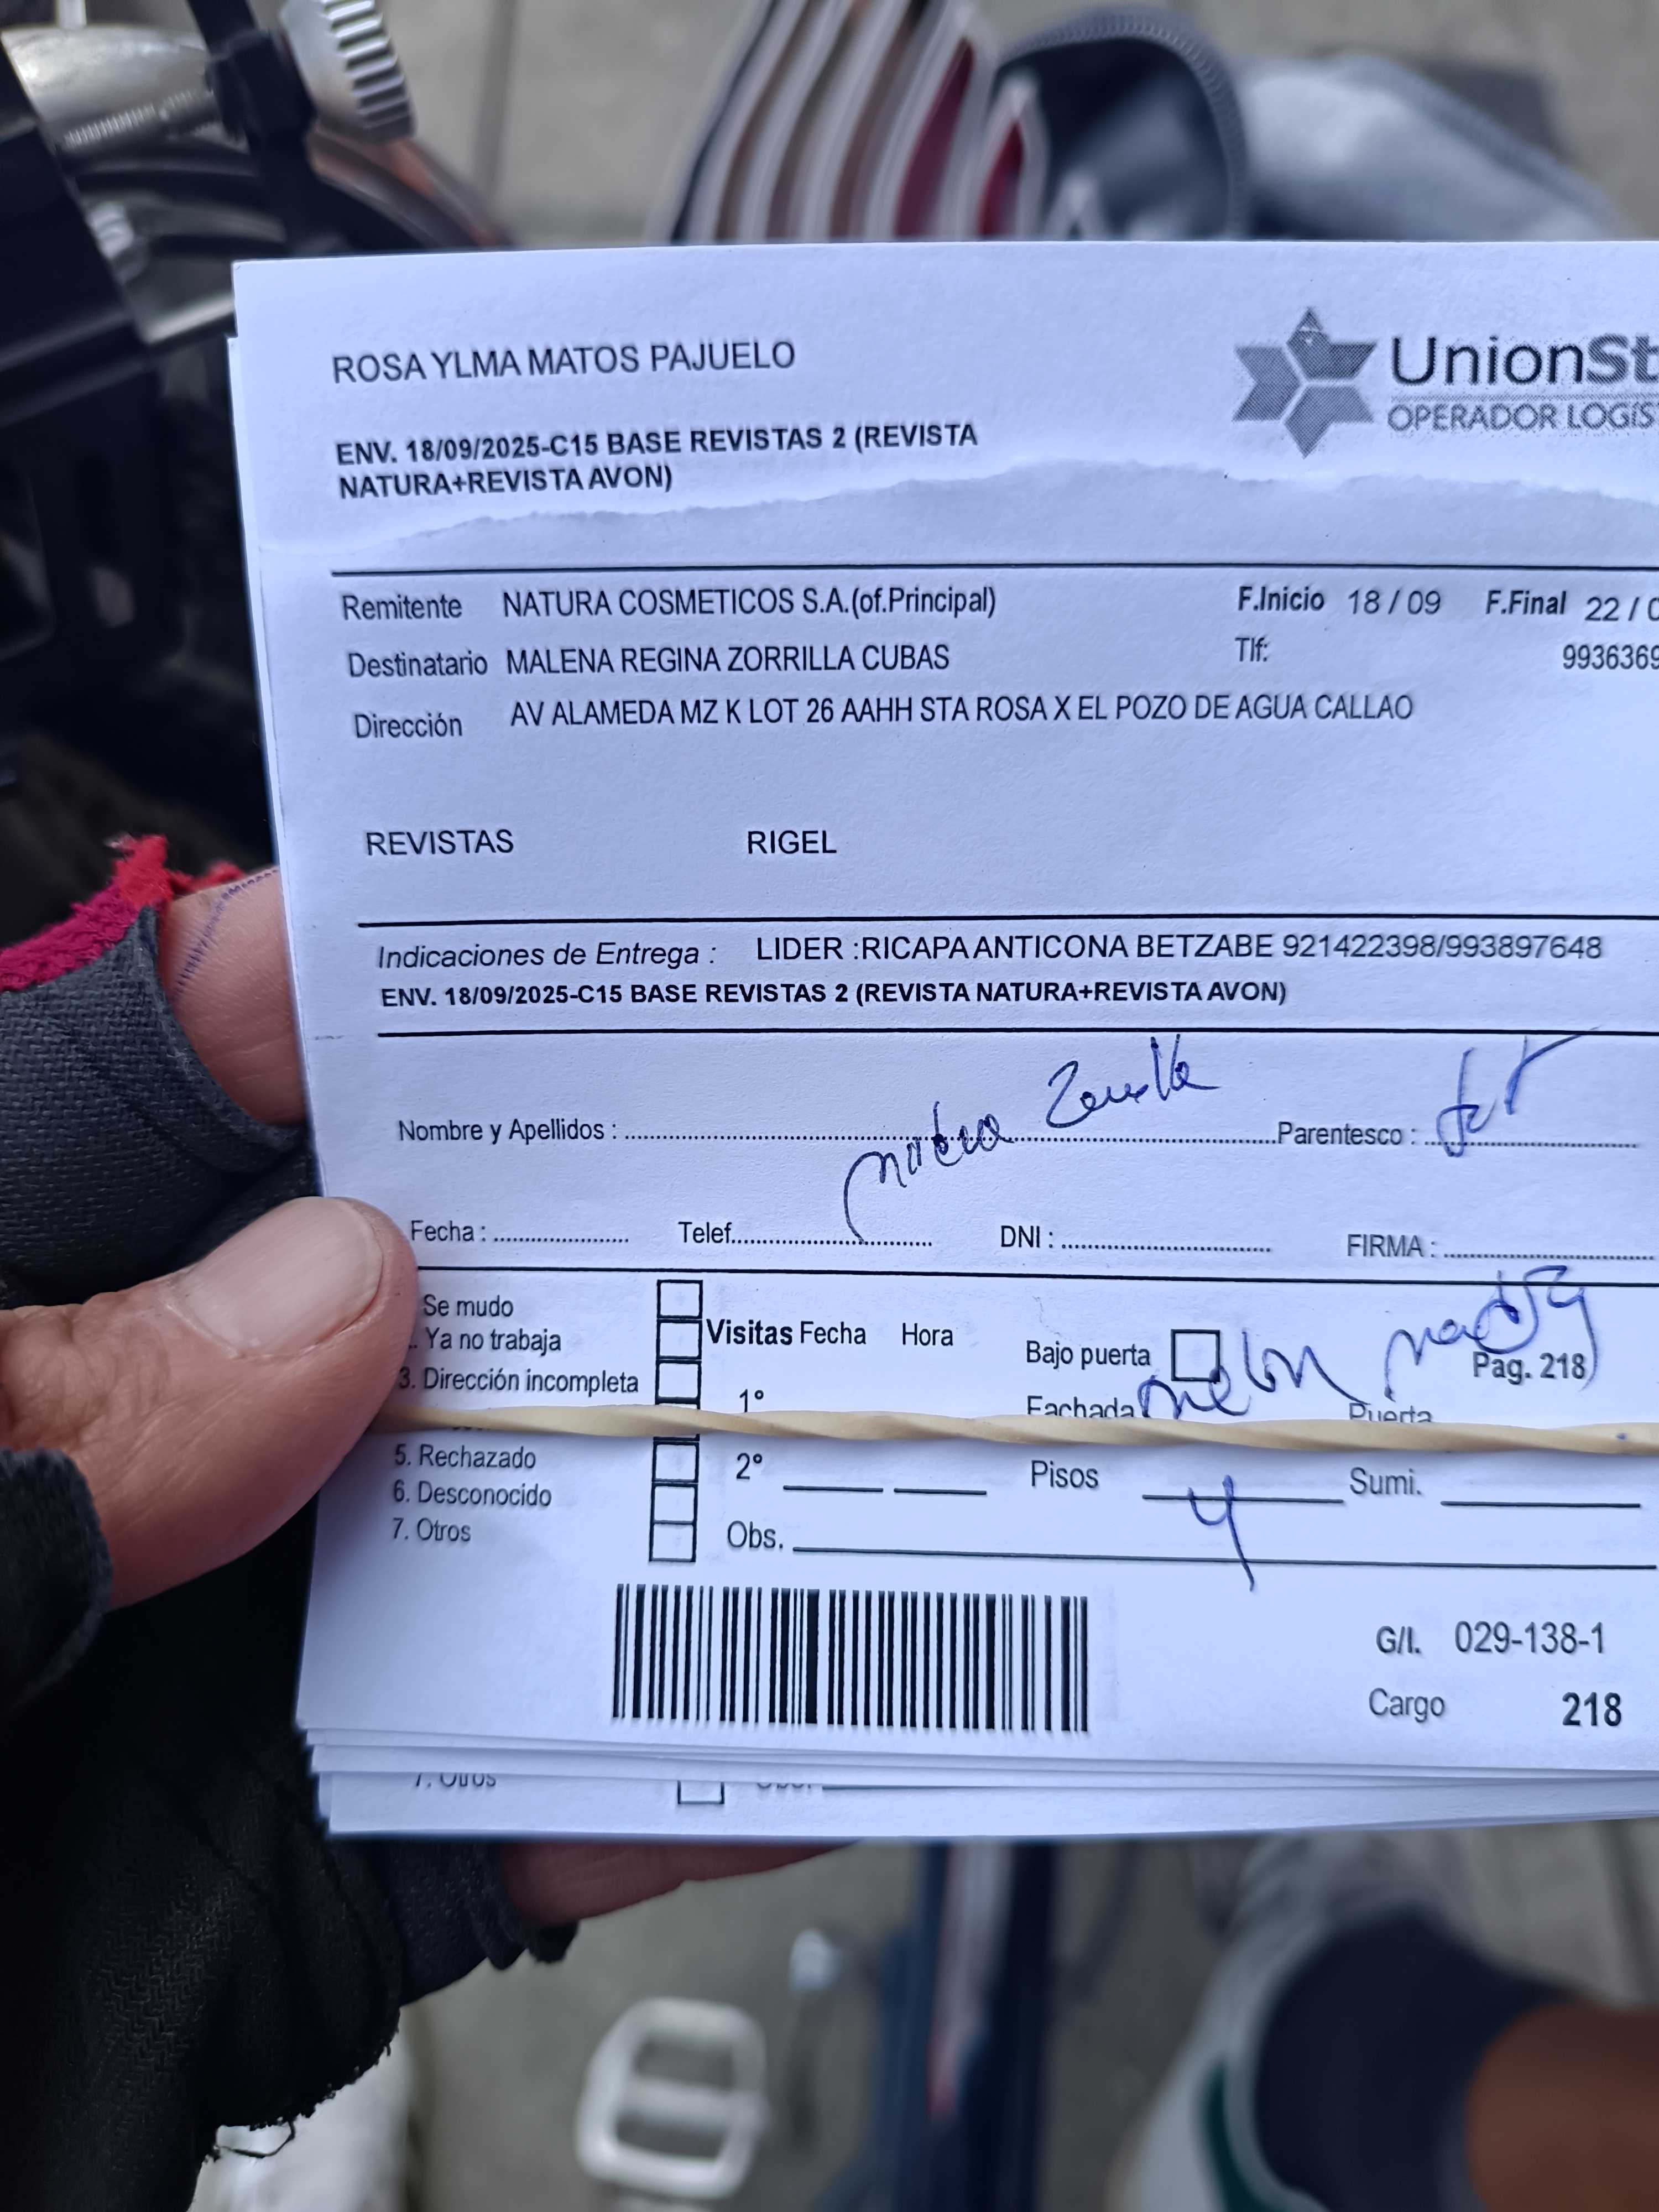 ROSA YLMA MATOS PAJUELO
UnionSt
OPERADOR LOGÍS
ENV. 18/09/2025-C15 BASE REVISTAS 2 (REVISTA
NATURA+REVISTA AVON)
Remitente NATURA COSMETICOS S.A.(of.Principal) F.Inicio 18 / 09 F.Final 22 / 0
Destinatario MALENA REGINA ZORRILLA CUBAS Tlf: 9936369
Dirección AV ALAMEDA MZ K LOT 26 AAHH STA ROSA X EL POZO DE AGUA CALLAO
REVISTAS RIGEL
Indicaciones de Entrega : LIDER :RICAPA ANTICONA BETZABE 921422398/993897648
ENV. 18/09/2025-C15 BASE REVISTAS 2 (REVISTA NATURA+REVISTA AVON)
Nombre y Apellidos : Parentesco :
Fecha : Telef. DNI : FIRMA :
Se mudo
Ya no trabaja
3. Dirección incompleta
5. Rechazado
6. Desconocido
7. Otros
Visitas Fecha Hora
1°
2°
Obs.
Bajo puerta Pag. 218
Fachada Puerta
Pisos 4 Sumi.
G/I. 029-138-1
Cargo 218
7. Otros